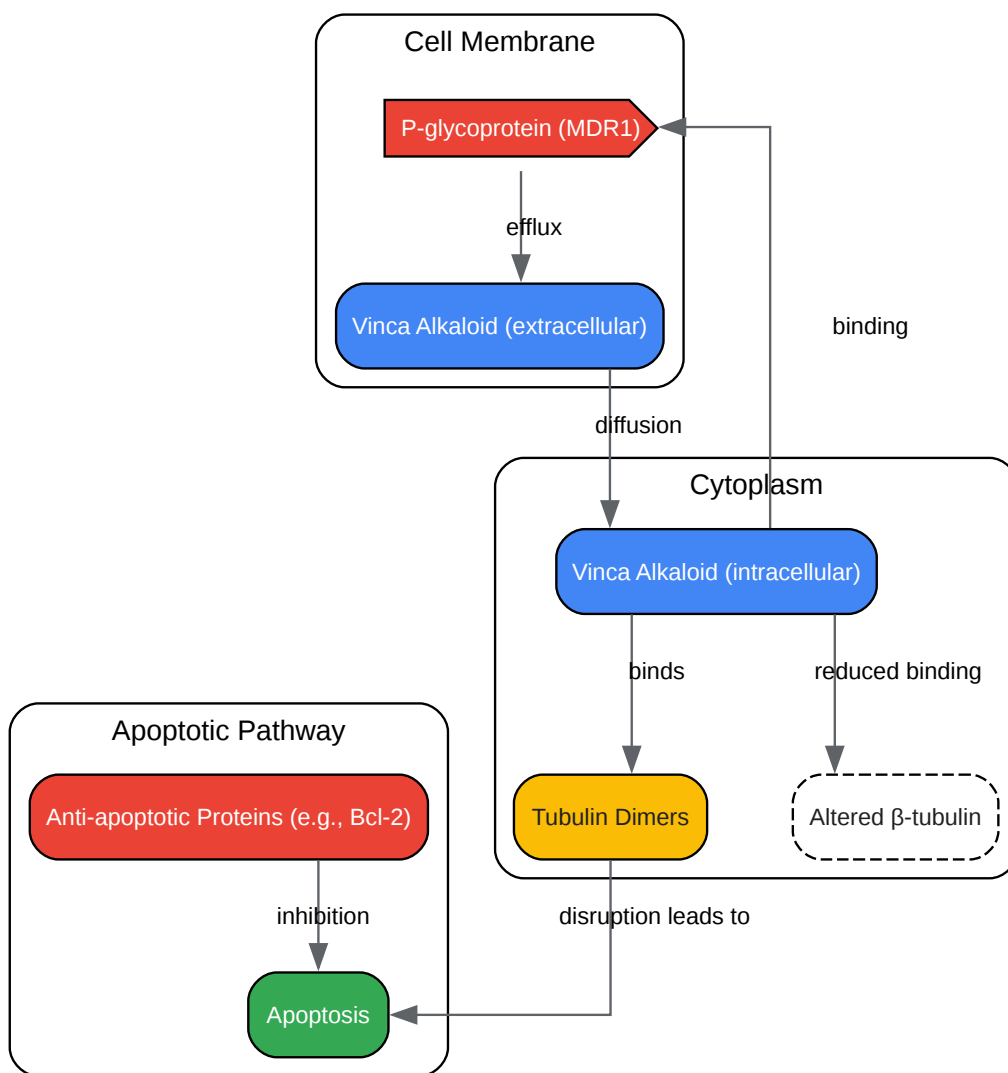 Cell Membrane
P-glycoprotein (MDR1)
efflux
Vinca Alkaloid (extracellular)
binding
diffusion
Cytoplasm
Vinca Alkaloid (intracellular)
binds
reduced binding
Apoptotic Pathway
Anti-apoptotic Proteins (e.g., Bcl-2)
Tubulin Dimers
Altered β-tubulin
inhibition
disruption leads to
Apoptosis